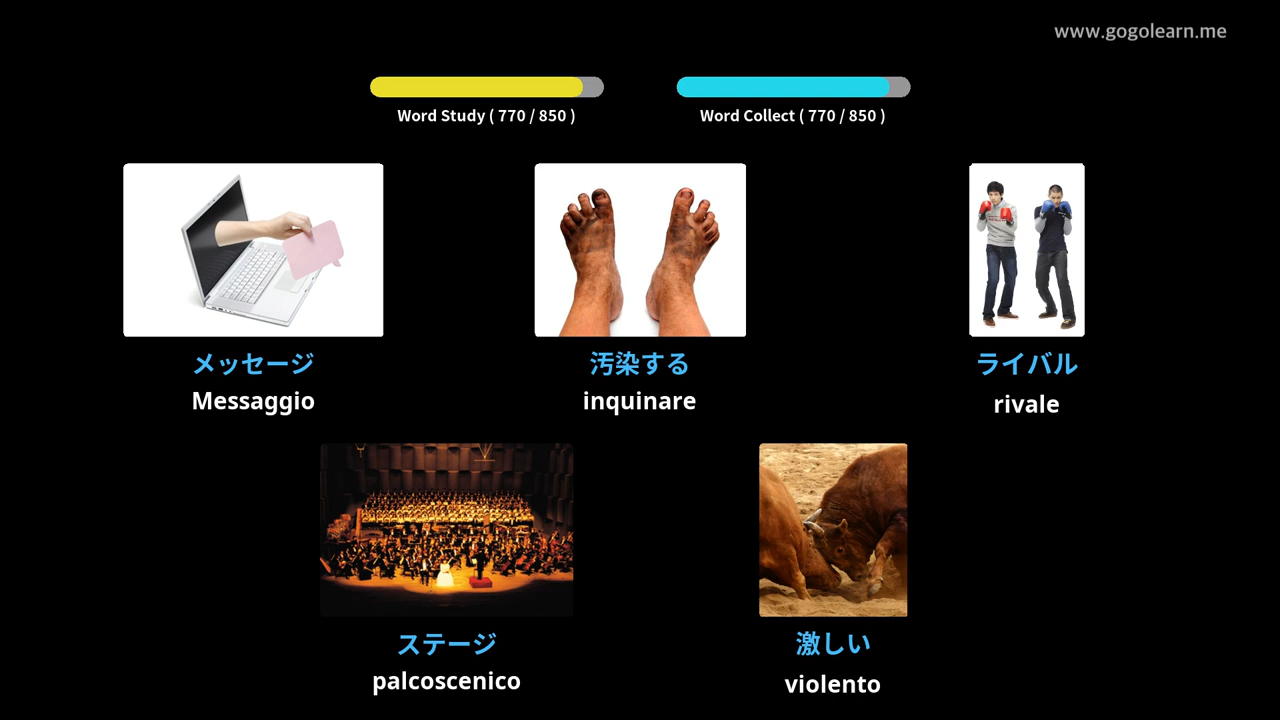 www.gogolearn.me
Word Study ( 770 / 850 )
Word Collect ( 770 / 850 )
メッセージ
Messaggio
汚染する
inquinare
ライバル
rivale
ステージ
palcoscenico
激しい
violento